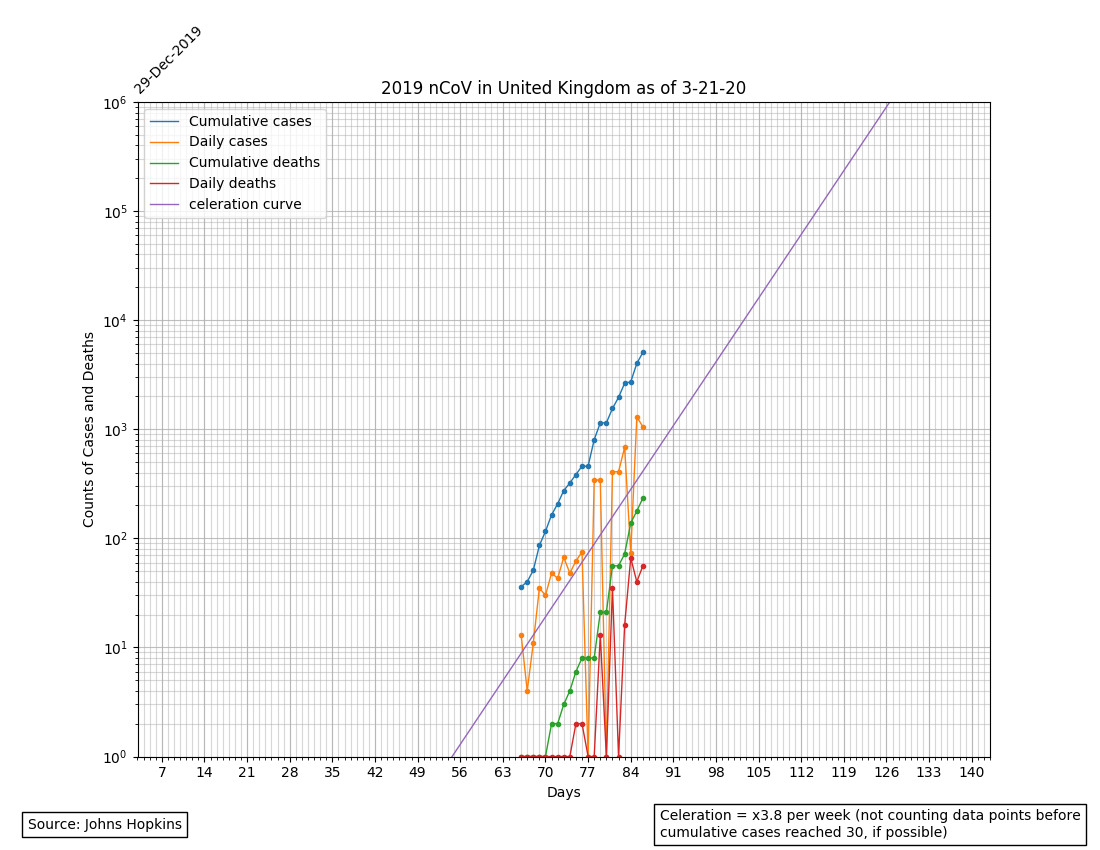 29-Dec-2019
2019 nCoV in United Kingdom as of 3-21-20
10^6
10^5
10^4
10^3
10^2
10^1
10^0
Counts of Cases and Deaths
Cumulative cases
Daily cases
Cumulative deaths
Daily deaths
celeration curve
7 14 21 28 35 42 49 56 63 70 77 84 91 98 105 112 119 126 133 140
Days
Source: Johns Hopkins
Celeration = x3.8 per week (not counting data points before
cumulative cases reached 30, if possible)